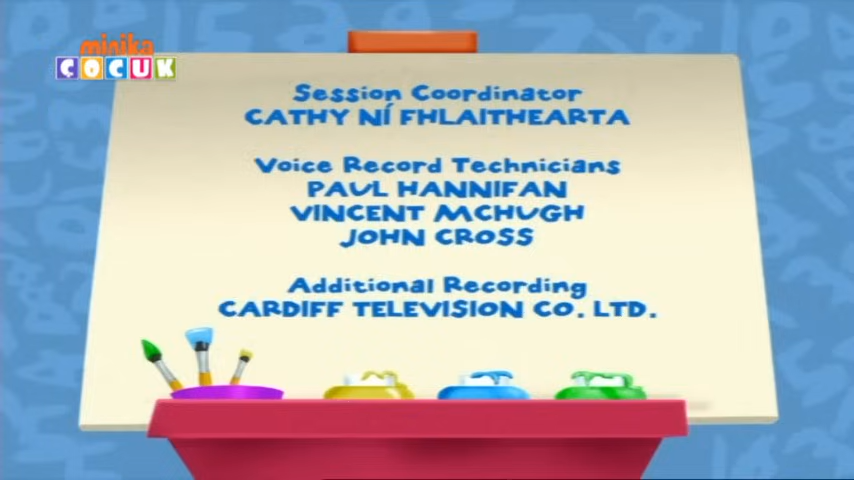 minika
ÇOCUK
Session Coordinator
CATHY NÍ FHLAITHEARTA
Voice Record Technicians
PAUL HANNIFAN
VINCENT MCHUGH
JOHN CROSS
Additional Recording
CARDIFF TELEVISION CO. LTD.